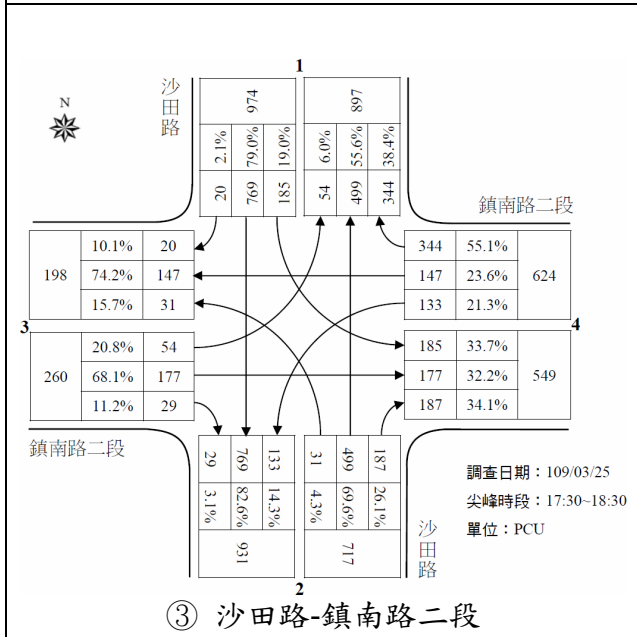 1
沙田路
N
974
897
2.1% 79.0% 19.0%
6.0% 55.6% 38.4%
20 769 185
54 499 344
鎮南路二段
198
10.1% 20
74.2% 147
15.7% 31
344 55.1%
147 23.6%
133 21.3%
624
3
4
260
20.8% 54
68.1% 177
11.2% 29
185 33.7%
177 32.2%
187 34.1%
549
鎮南路二段
29 769 133
31 499 187
3.1% 82.6% 14.3%
4.3% 69.6% 26.1%
931
717
2
沙田路
調查日期：109/03/25
尖峰時段：17:30~18:30
單位：PCU
③ 沙田路-鎮南路二段